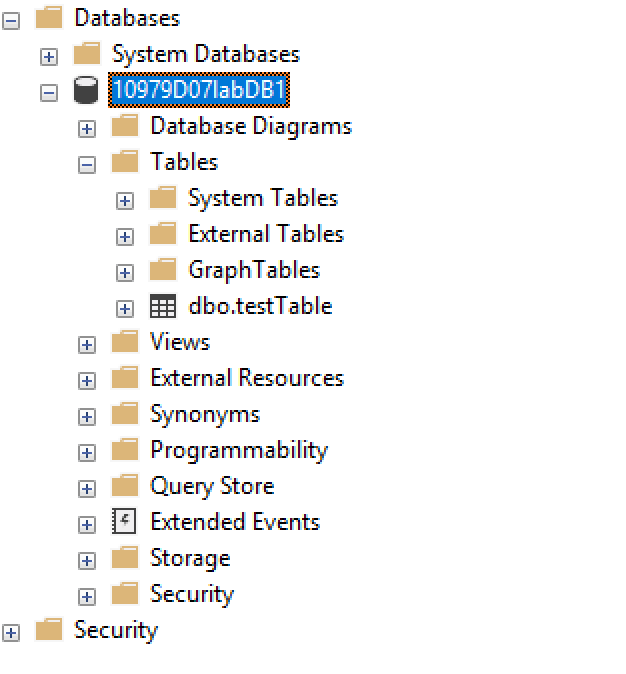 Databases
System Databases
10979D07labDB1
Database Diagrams
Tables
System Tables
External Tables
GraphTables
dbo.testTable
Views
External Resources
Synonyms
Programmability
Query Store
Extended Events
Storage
Security
Security